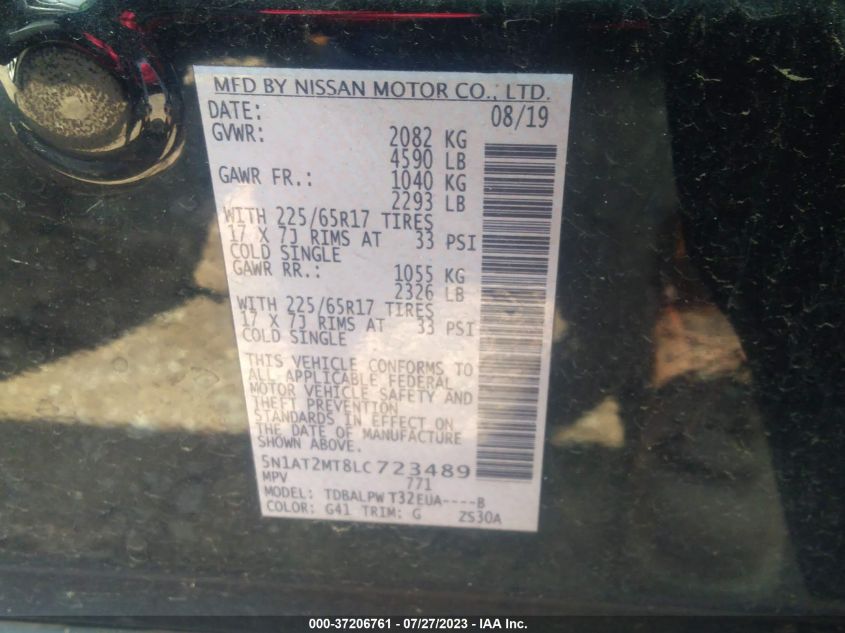 MFD BY NISSAN MOTOR CO., LTD.
DATE: 08/19
GVWR: 2082 KG
4590 LB
GAWR FR.: 1040 KG
2293 LB
WITH 225/65R17 TIRES
17 X 7J RIMS AT 33 PSI
COLD SINGLE
GAWR RR.: 1055 KG
2326 LB
WITH 225/65R17 TIRES
17 X 7J RIMS AT 33 PSI
COLD SINGLE
THIS VEHICLE CONFORMS TO
ALL APPLICABLE FEDERAL
MOTOR VEHICLE SAFETY AND
THEFT PREVENTION
STANDARDS IN EFFECT ON
THE DATE OF MANUFACTURE
SHOWN ABOVE.
5N1AT2MT8LC723489
MPV 771
MODEL: TDBALPW T32EUA----B
COLOR: G41 TRIM: G ZS30A
000-37206761 - 07/27/2023 - IAA Inc.